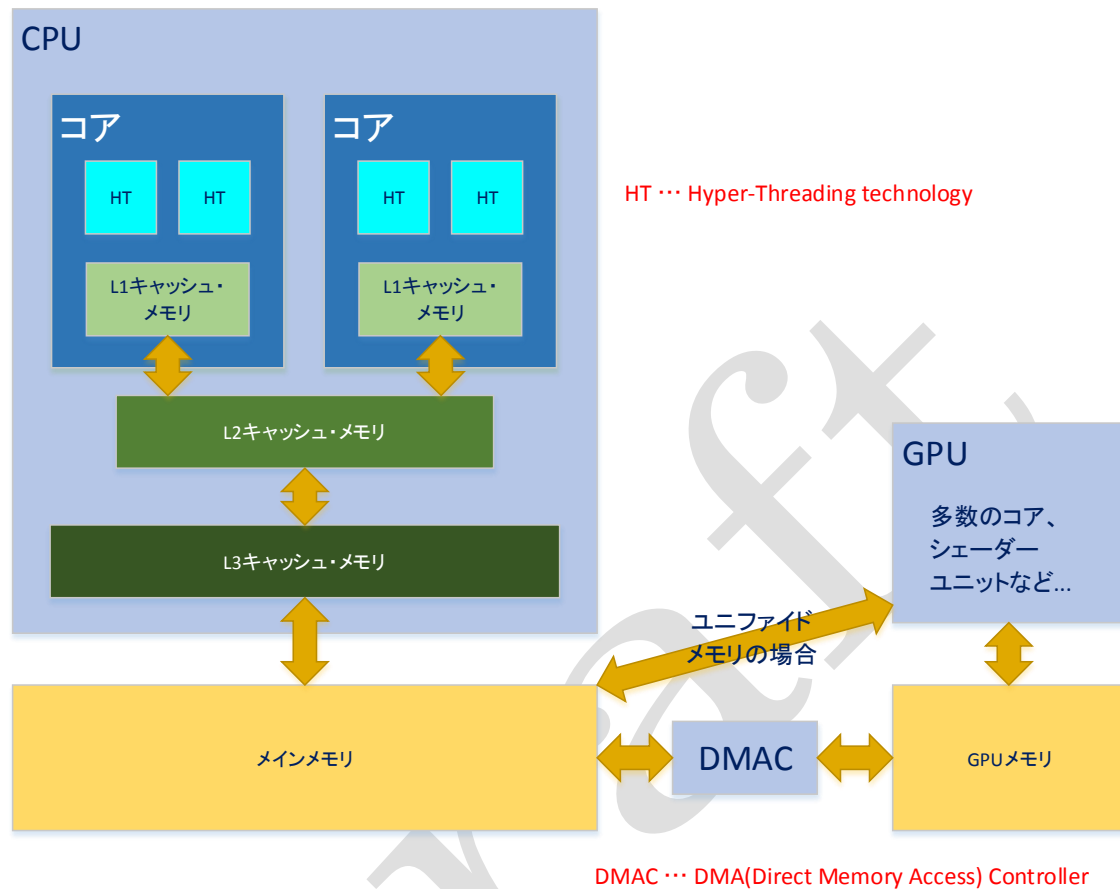 CPU
コア
コア
HT
HT
HT
HT
HT … Hyper-Threading technology
L1キャッシュ・
メモリ
L1キャッシュ・
メモリ
L2キャッシュ・メモリ
L3キャッシュ・メモリ
GPU
多数のコア、
シェーダー
ユニットなど...
ユニファイド
メモリの場合
メインメモリ
DMAC
GPUメモリ
DMAC … DMA(Direct Memory Access) Controller